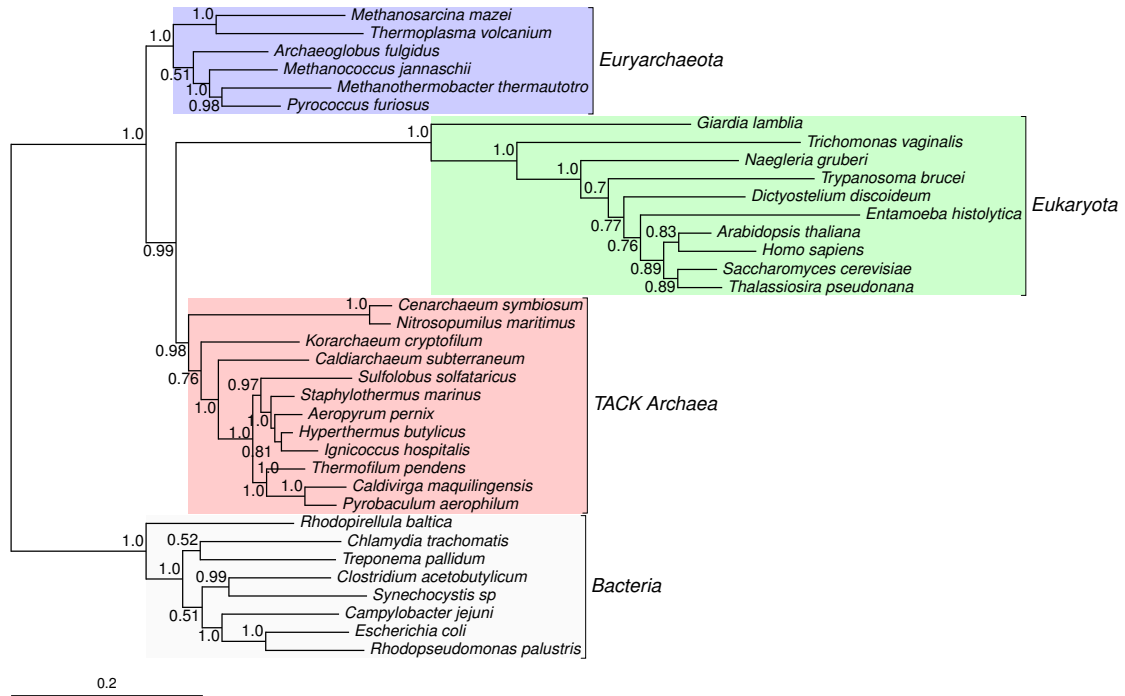 1.0 Methanosarcina mazei
Thermoplasma volcanium
1.0
Archaeoglobus fulgidus
Euryarchaeota
0.51 Methanococcus jannaschii
1.0 Methanothermobacter thermautotro
0.98 Pyrococcus furiosus
Giardia lamblia
1.0 1.0
Trichomonas vaginalis
1.0
Naegleria gruberi
1.0
Trypanosoma brucei
0.7
Dictyostelium discoideum
Eukaryota
Entamoeba histolytica
0.77
0.83 Arabidopsis thaliana
0.76
Homo sapiens
0.99
0.89 Saccharomyces cerevisiae
0.89 Thalassiosira pseudonana
1.0 Cenarchaeum symbiosum
Nitrosopumilus maritimus
Korarchaeum cryptofilum
0.98
Caldiarchaeum subterraneum
0.76 0.97 Sulfolobus solfataricus
Staphylothermus marinus
1.0 Aeropyrum pernix
TACK Archaea
1.0
1.0 Hyperthermus butylicus
0.81 Ignicoccus hospitalis
1.0 Thermofilum pendens
1.0 1.0 Caldivirga maquilingensis
Pyrobaculum aerophilum
Rhodopirellula baltica
1.0 0.52 Chlamydia trachomatis
Treponema pallidum
1.0 0.99 Clostridium acetobutylicum
Bacteria
Synechocystis sp
0.51 Campylobacter jejuni
1.0 1.0 Escherichia coli
Rhodopseudomonas palustris
0.2